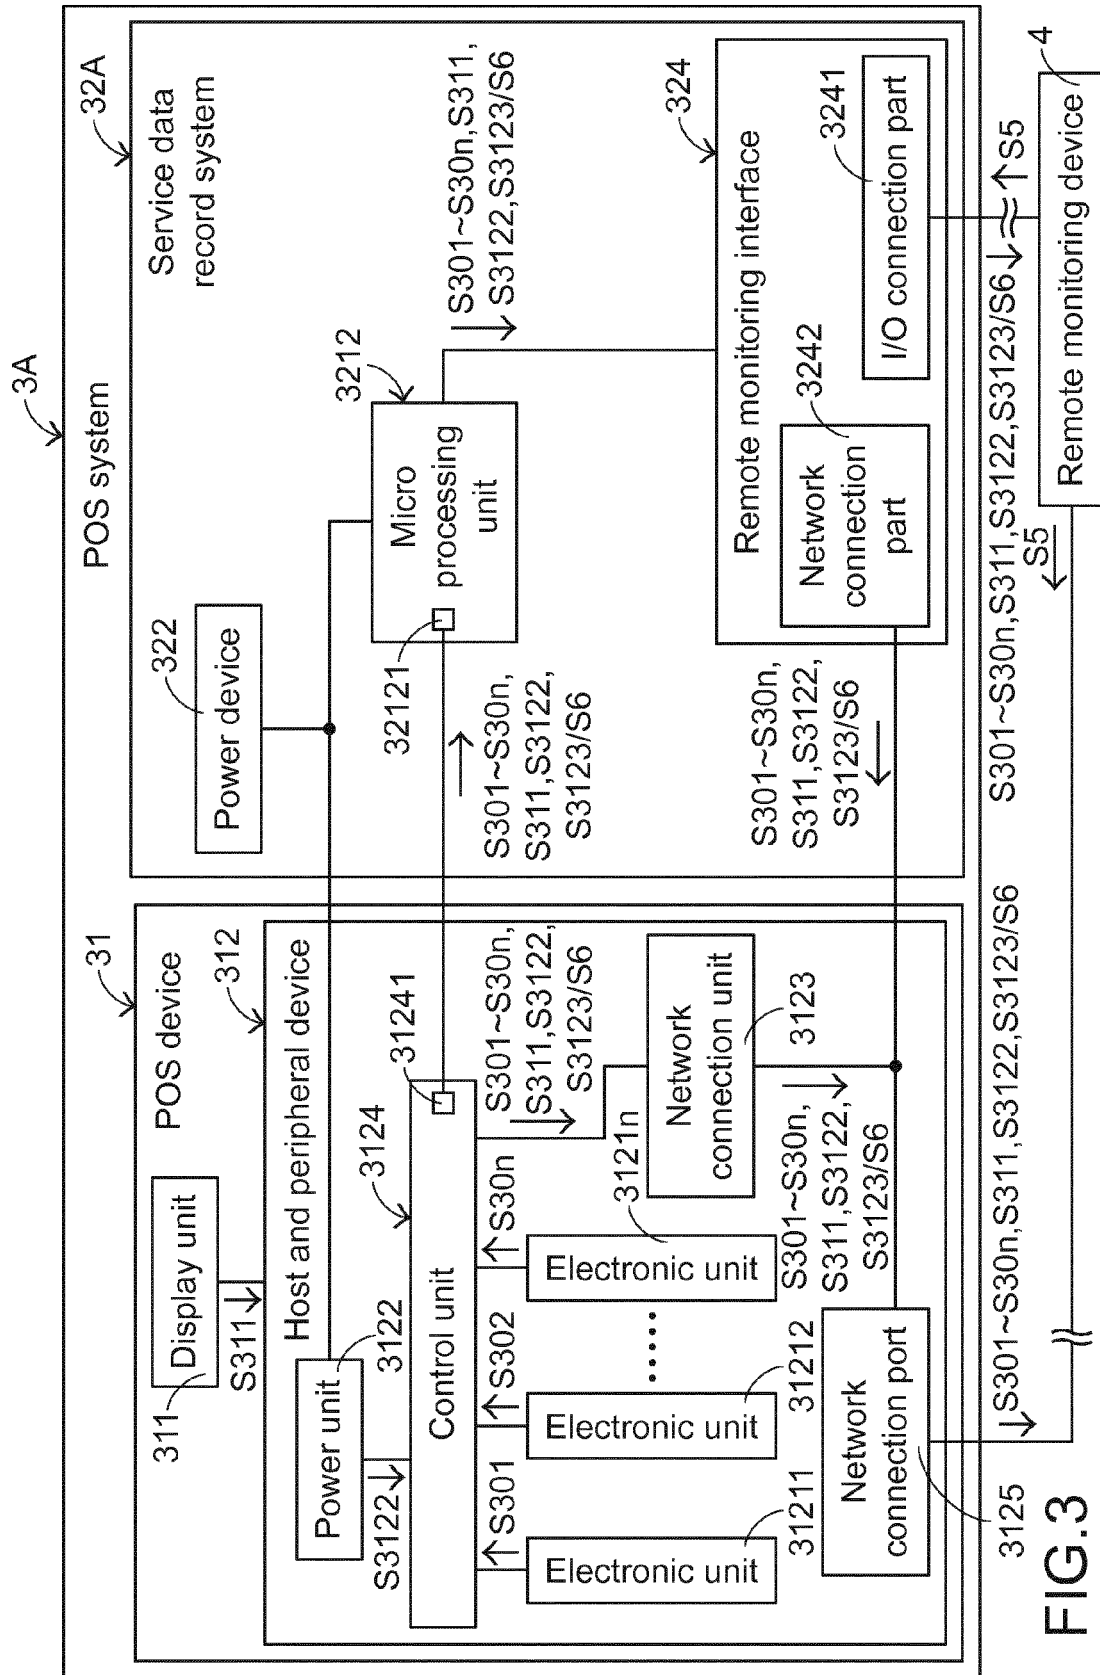 3A
POS system
31
POS device
Display unit
311
S311
312
Host and peripheral device
Power unit
3122
S3122
3124
Control unit
31241
S301
S302
S30n
Electronic unit
31211
Electronic unit
31212
Electronic unit
3121n
S301~S30n,
S311,S3122,
S3123/S6
Network
connection unit
3123
S301~S30n,
S311,S3122,
S3123/S6
Network
connection port
3125
32A
Service data
record system
322
Power device
3212
Micro
processing
unit
32121
S301~S30n,
S311,S3122,
S3123/S6
S301~S30n,S311,
S3122,S3123/S6
324
Remote monitoring interface
3242
Network
connection
part
3241
I/O connection part
S301~S30n,
S311,S3122,
S3123/S6
S301~S30n,S311,S3122,S3123/S6
S5
S301~S30n,S311,S3122,S3123/S6
S5
4
Remote monitoring device
FIG.3